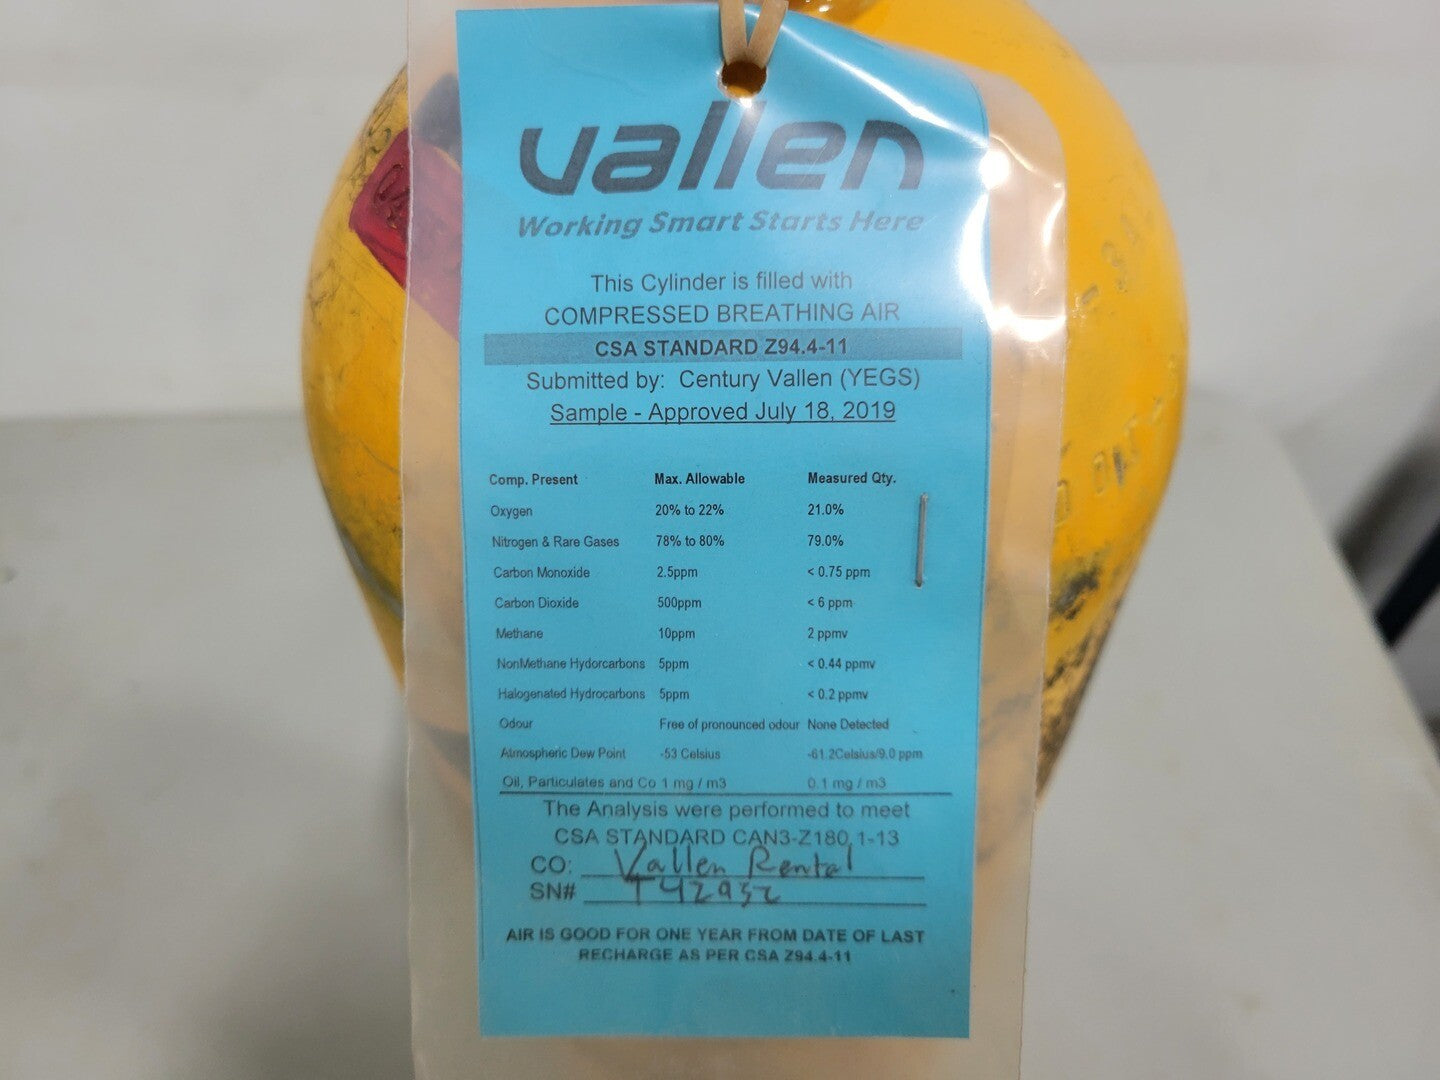 vallen
Working Smart Starts Here
This Cylinder is filled with
COMPRESSED BREATHING AIR
CSA STANDARD Z94.4-11
Submitted by: Century Vallen (YEGS)
Sample - Approved July 18, 2019
Comp. Present Max. Allowable Measured Qty.
Oxygen 20% to 22% 21.0%
Nitrogen & Rare Gases 78% to 80% 79.0%
Carbon Monoxide 2.5ppm < 0.75 ppm
Carbon Dioxide 500ppm < 6 ppm
Methane 10ppm 2 ppmv
NonMethane Hydorcarbons 5ppm < 0.44 ppmv
Halogenated Hydrocarbons 5ppm < 0.2 ppmv
Odour Free of pronounced odour None Detected
Atmospheric Dew Point -53 Celsius -61.2Celsius/9.0 ppm
Oil, Particulates and Co 1 mg / m3 0.1 mg / m3
The Analysis were performed to meet
CSA STANDARD CAN3-Z180.1-13
CO: Vallen Rental
SN# T42952
AIR IS GOOD FOR ONE YEAR FROM DATE OF LAST
RECHARGE AS PER CSA Z94.4-11